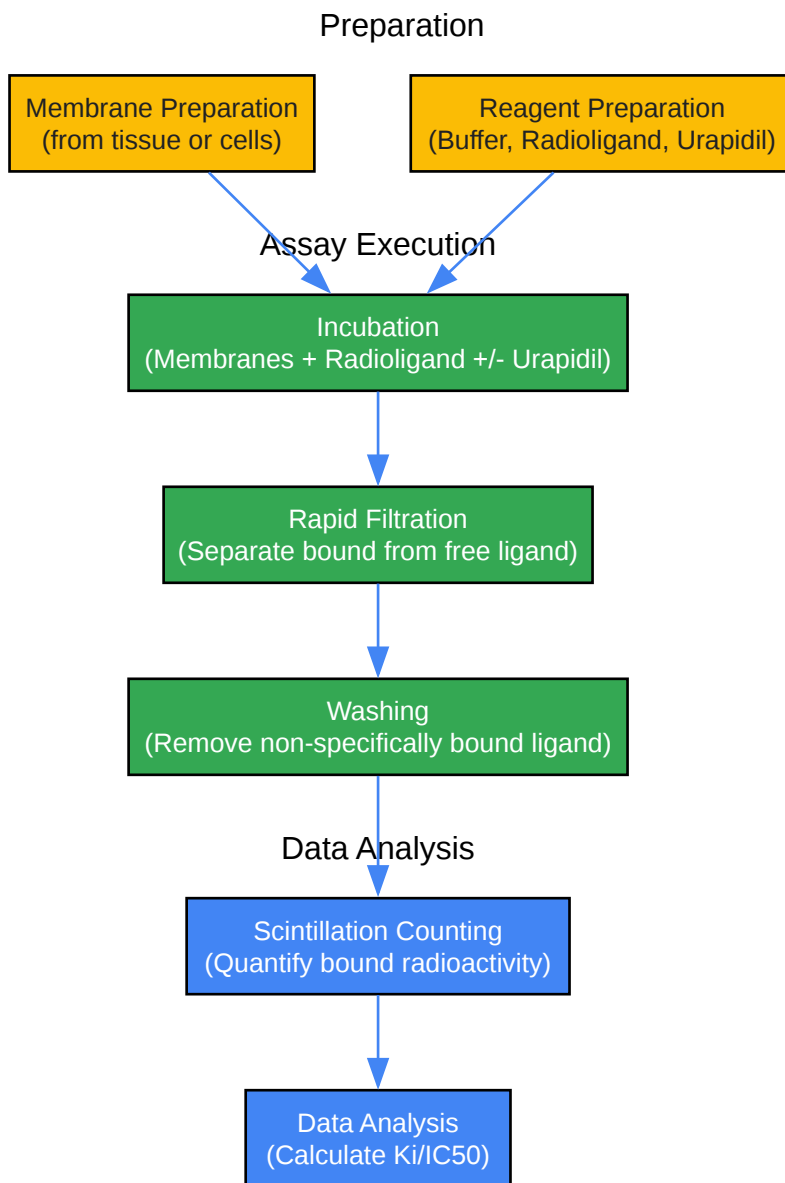 Preparation
Membrane Preparation
(from tissue or cells)
Reagent Preparation
(Buffer, Radioligand, Urapidil)
Assay Execution
Incubation
(Membranes + Radioligand +/- Urapidil)
Rapid Filtration
(Separate bound from free ligand)
Washing
(Remove non-specifically bound ligand)
Data Analysis
Scintillation Counting
(Quantify bound radioactivity)
Data Analysis
(Calculate Ki/IC50)